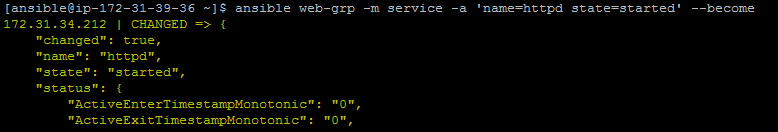 [ansible@ip-172-31-39-36 ~]$ ansible web-grp -m service -a 'name=httpd state=started' --become
172.31.34.212 | CHANGED => {
    "changed": true,
    "name": "httpd",
    "state": "started",
    "status": {
        "ActiveEnterTimestampMonotonic": "0",
        "ActiveExitTimestampMonotonic": "0",